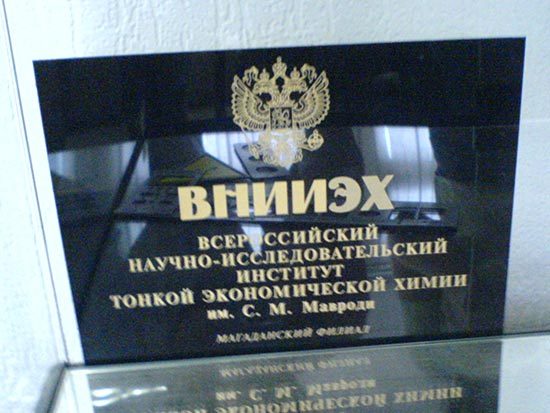 ВНИИЭХ
ВСЕРОССИЙСКИЙ
НАУЧНО-ИССЛЕДОВАТЕЛЬСКИЙ
ИНСТИТУТ
ТОНКОЙ ЭКОНОМИЧЕСКОЙ ХИМИИ
им. С. М. Мавроди
МАГАДАНСКИЙ ФИЛИАЛ